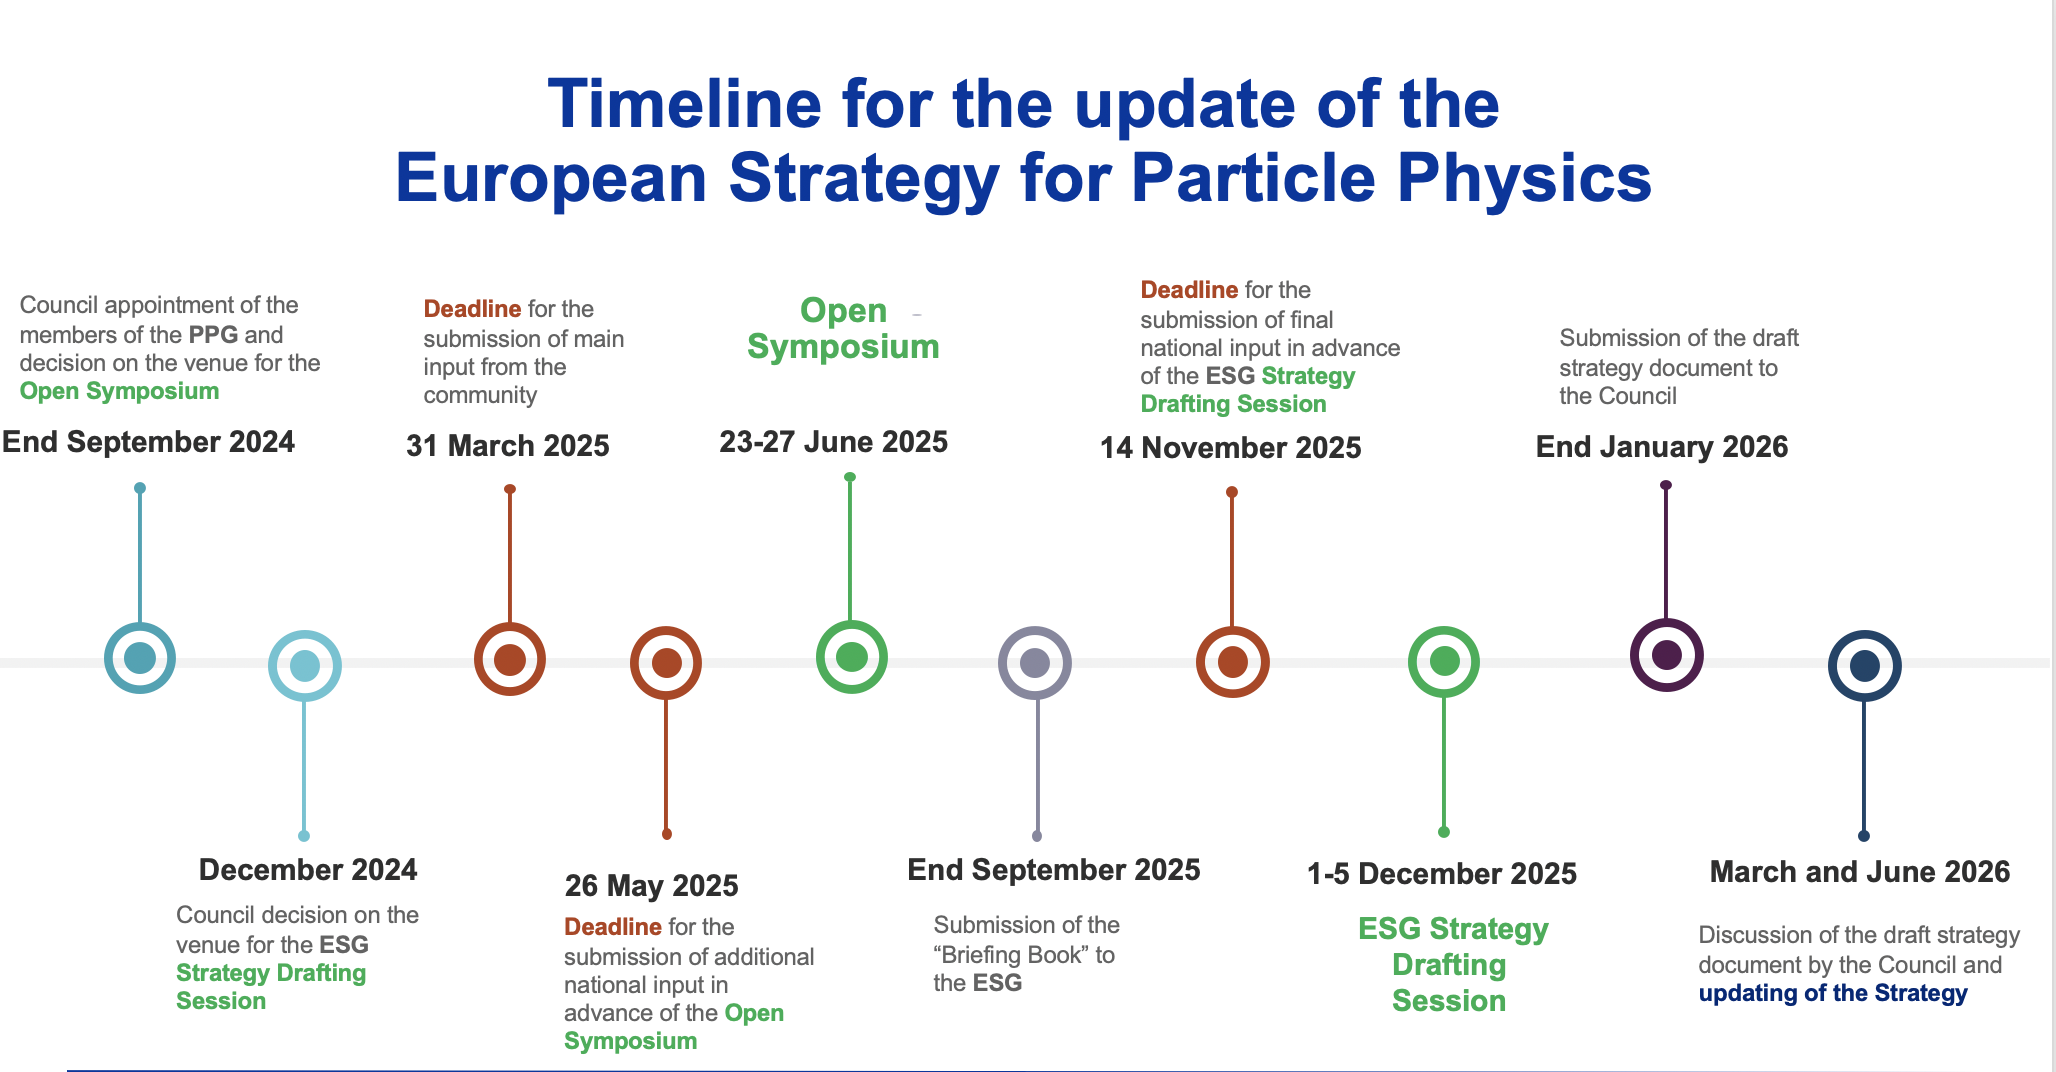 Timeline for the update of the
European Strategy for Particle Physics
Council appointment of the
members of the PPG and
decision on the venue for the
Open Symposium
End September 2024
December 2024
Council decision on the
venue for the ESG
Strategy Drafting
Session
Deadline for the
submission of main
input from the
community
31 March 2025
26 May 2025
Deadline for the
submission of additional
national input in
advance of the Open
Symposium
Open
Symposium
23-27 June 2025
End September 2025
Submission of the
“Briefing Book” to
the ESG
Deadline for the
submission of final
national input in advance
of the ESG Strategy
Drafting Session
14 November 2025
1-5 December 2025
ESG Strategy
Drafting
Session
Submission of the draft
strategy document to
the Council
End January 2026
March and June 2026
Discussion of the draft strategy
document by the Council and
updating of the Strategy